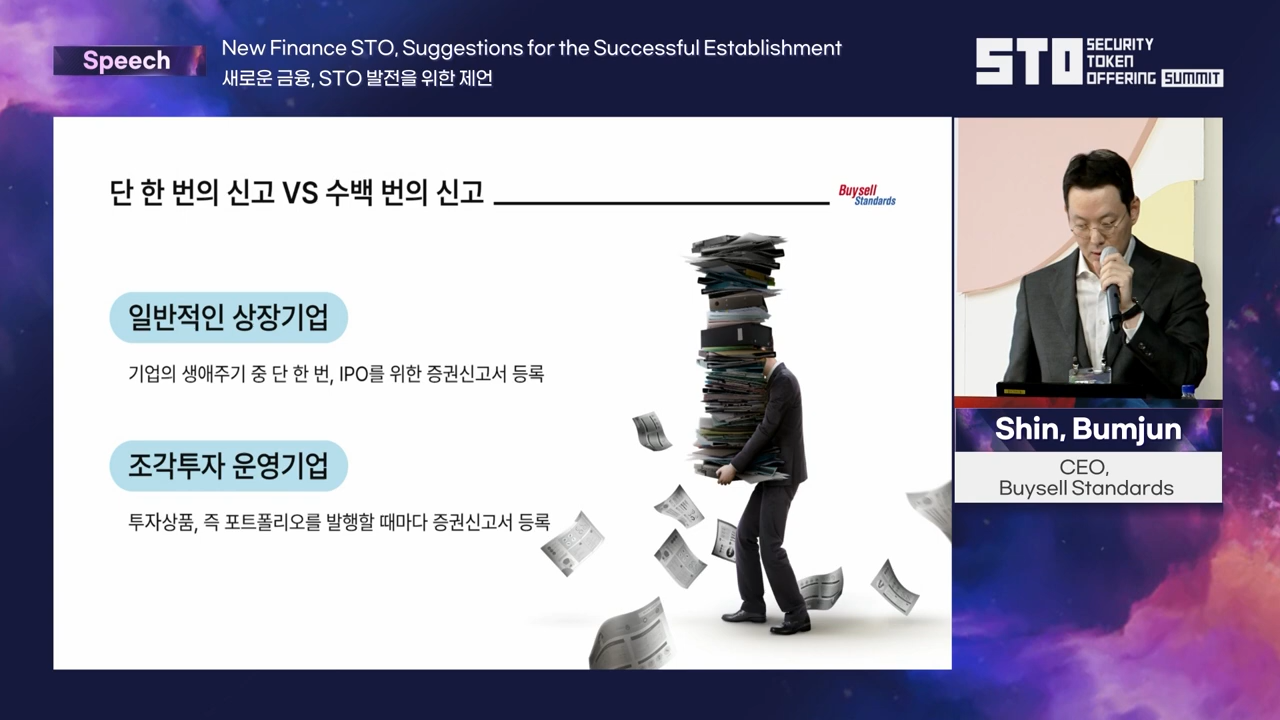 Speech
New Finance STO, Suggestions for the Successful Establishment
새로운 금융, STO 발전을 위한 제언
STO
SECURITY
TOKEN
OFFERING SUMMIT
단 한 번의 신고 VS 수백 번의 신고
Buysell
Standards
일반적인 상장기업
기업의 생애주기 중 단 한 번, IPO를 위한 증권신고서 등록
조각투자 운영기업
투자상품, 즉 포트폴리오를 발행할 때마다 증권신고서 등록
Shin, Bumjun
CEO,
Buysell Standards